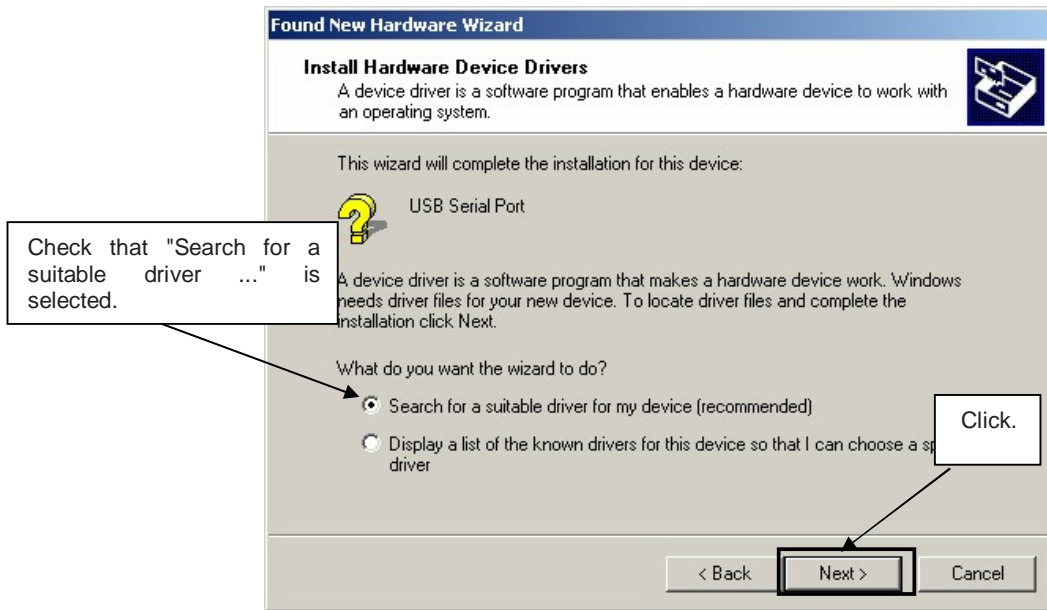 Found New Hardware Wizard
Install Hardware Device Drivers
A device driver is a software program that enables a hardware device to work with
an operating system.
This wizard will complete the installation for this device:
USB Serial Port
Check that "Search for a
suitable driver ..." is
selected.
A device driver is a software program that makes a hardware device work. Windows
needs driver files for your new device. To locate driver files and complete the
installation click Next.
What do you want the wizard to do?
Search for a suitable driver for my device (recommended)
Click.
Display a list of the known drivers for this device so that I can choose a
driver
< Back
Next >
Cancel